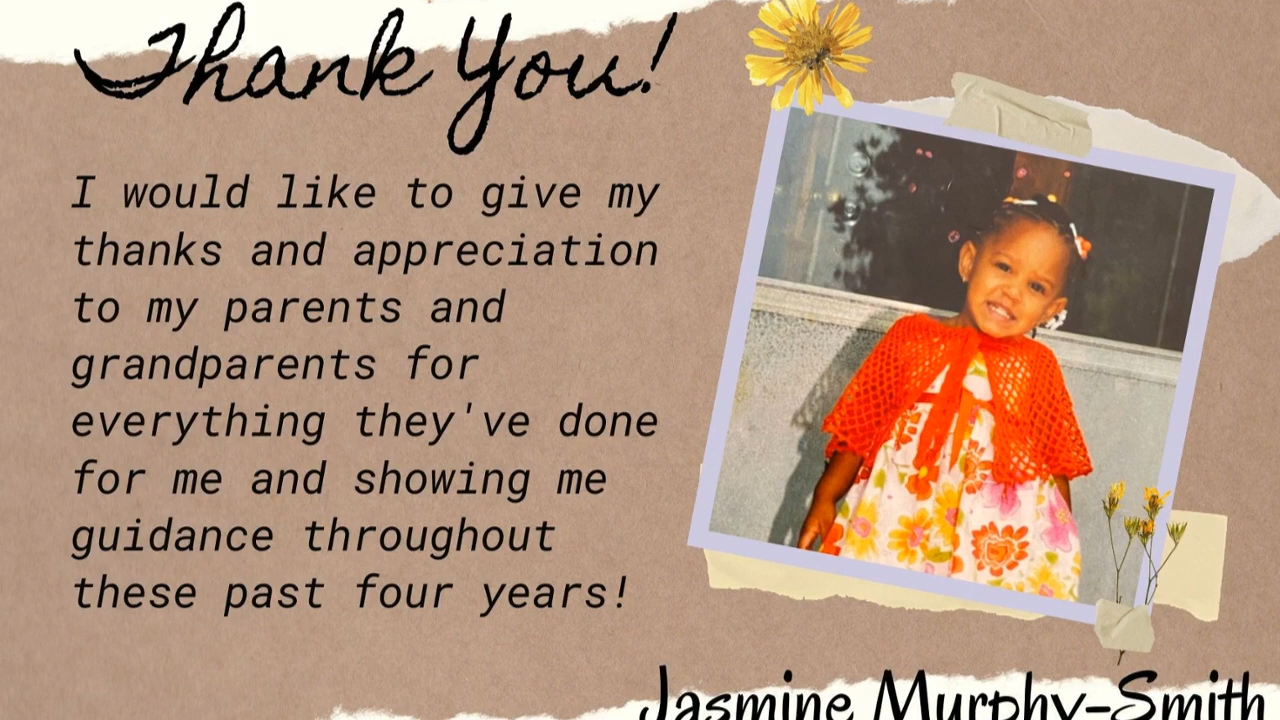 Thank You!
I would like to give my
thanks and appreciation
to my parents and
grandparents for
everything they've done
for me and showing me
guidance throughout
these past four years!
Jasmine Murphy-Smith